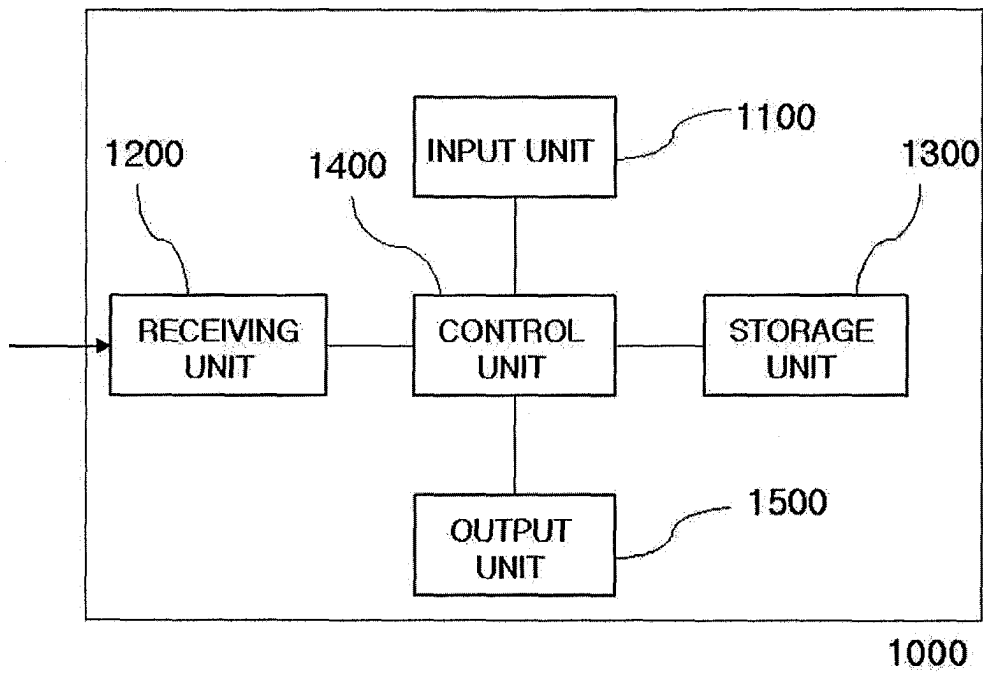 1100
INPUT UNIT
1200
1400
1300
RECEIVING
UNIT
CONTROL
UNIT
STORAGE
UNIT
1500
OUTPUT
UNIT
1000